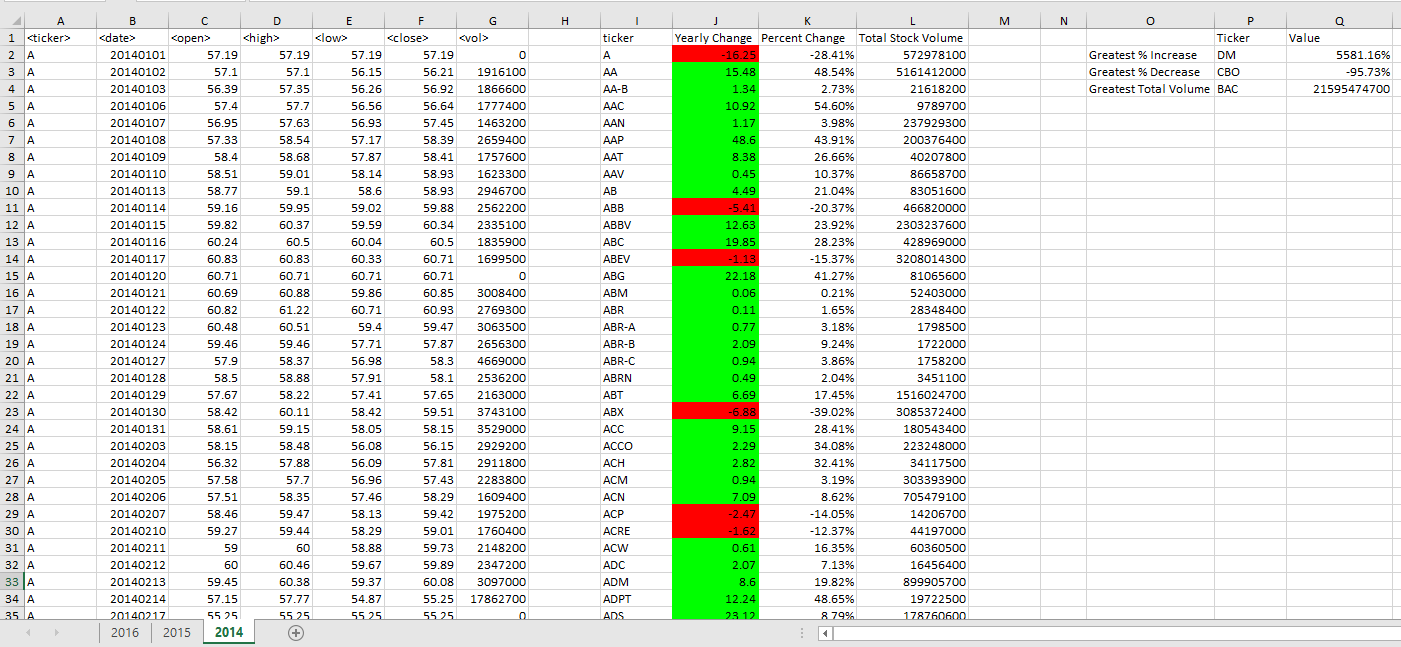 A B C D E F G H I J K L M N O P Q
1 <ticker> <date> <open> <high> <low> <close> <vol> ticker Yearly Change Percent Change Total Stock Volume Ticker Value
2 A 20140101 57.19 57.19 57.19 57.19 0 A -16.25 -28.41% 572978100 Greatest % Increase DM 5581.16%
3 A 20140102 57.1 57.1 56.15 56.21 1916100 AA 15.48 48.54% 5161412000 Greatest % Decrease CBO -95.73%
4 A 20140103 56.39 57.35 56.26 56.92 1866600 AA-B 1.34 2.73% 21618200 Greatest Total Volume BAC 21595474700
5 A 20140106 57.4 57.7 56.56 56.64 1777400 AAC 10.92 54.60% 9789700
6 A 20140107 56.95 57.63 56.93 57.45 1463200 AAN 1.17 3.98% 237929300
7 A 20140108 57.33 58.54 57.17 58.39 2659400 AAP 48.6 43.91% 200376400
8 A 20140109 58.4 58.68 57.87 58.41 1757600 AAT 8.38 26.66% 40207800
9 A 20140110 58.51 59.01 58.14 58.93 1623300 AAV 0.45 10.37% 86658700
10 A 20140113 58.77 59.1 58.6 58.93 2946700 AB 4.49 21.04% 83051600
11 A 20140114 59.16 59.95 59.02 59.88 2562200 ABB -5.41 -20.37% 466820000
12 A 20140115 59.82 60.37 59.59 60.34 2335100 ABBV 12.63 23.92% 2303237600
13 A 20140116 60.24 60.5 60.04 60.5 1835900 ABC 19.85 28.23% 428969000
14 A 20140117 60.83 60.83 60.33 60.71 1699500 ABEV -1.13 -15.37% 3208014300
15 A 20140120 60.71 60.71 60.71 60.71 0 ABG 22.18 41.27% 81065600
16 A 20140121 60.69 60.88 59.86 60.85 3008400 ABM 0.06 0.21% 52403000
17 A 20140122 60.82 61.22 60.71 60.93 2769300 ABR 0.11 1.65% 28348400
18 A 20140123 60.48 60.51 59.4 59.47 3063500 ABR-A 0.77 3.18% 1798500
19 A 20140124 59.46 59.46 57.71 57.87 2656300 ABR-B 2.09 9.24% 1722000
20 A 20140127 57.9 58.37 56.98 58.3 4669000 ABR-C 0.94 3.86% 1758200
21 A 20140128 58.5 58.88 57.91 58.1 2536200 ABRN 0.49 2.04% 3451100
22 A 20140129 57.67 58.22 57.41 57.65 2163000 ABT 6.69 17.45% 1516024700
23 A 20140130 58.42 60.11 58.42 59.51 3743100 ABX -6.88 -39.02% 3085372400
24 A 20140131 58.61 59.15 58.05 58.15 3529000 ACC 9.15 28.41% 180543400
25 A 20140203 58.15 58.48 56.08 56.15 2929200 ACCO 2.29 34.08% 223248000
26 A 20140204 56.32 57.88 56.09 57.81 2911800 ACH 2.82 32.41% 34117500
27 A 20140205 57.58 57.7 56.96 57.43 2283800 ACM 0.94 3.19% 303393900
28 A 20140206 57.51 58.35 57.46 58.29 1609400 ACN 7.09 8.62% 705479100
29 A 20140207 58.46 59.47 58.13 59.42 1975200 ACP -2.47 -14.05% 14206700
30 A 20140210 59.27 59.44 58.29 59.01 1760400 ACRE -1.62 -12.37% 44197000
31 A 20140211 59 60 58.88 59.73 2148200 ACW 0.61 16.35% 60360500
32 A 20140212 60 60.46 59.67 59.89 2347200 ADC 2.07 7.13% 16456400
33 A 20140213 59.45 60.38 59.37 60.08 3097000 ADM 8.6 19.82% 899905700
34 A 20140214 57.15 57.77 54.87 55.25 17862700 ADPT 12.24 48.65% 19722500
35 A 20140217 55.25 55.25 55.25 55.25 0 ADS 23.12 8.79% 178760600
2016 2015 2014